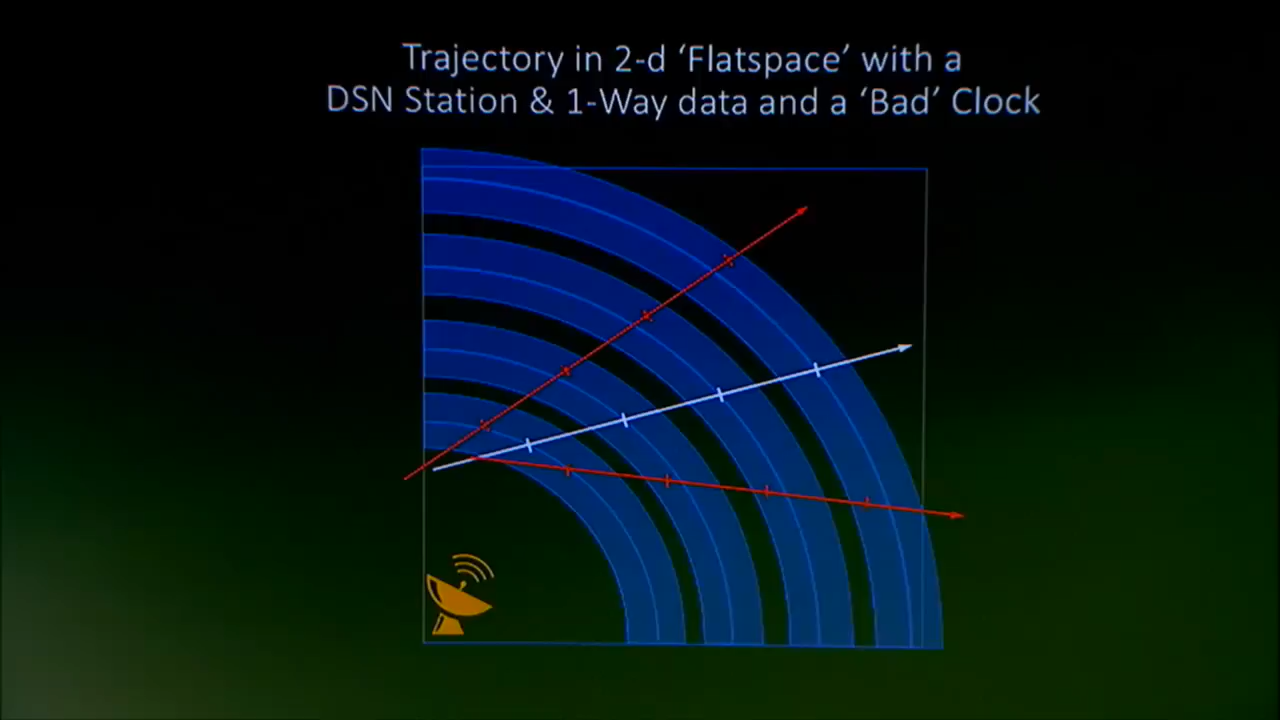 Trajectory in 2-d ‘Flatspace’ with a
DSN Station & 1-Way data and a ‘Bad’ Clock